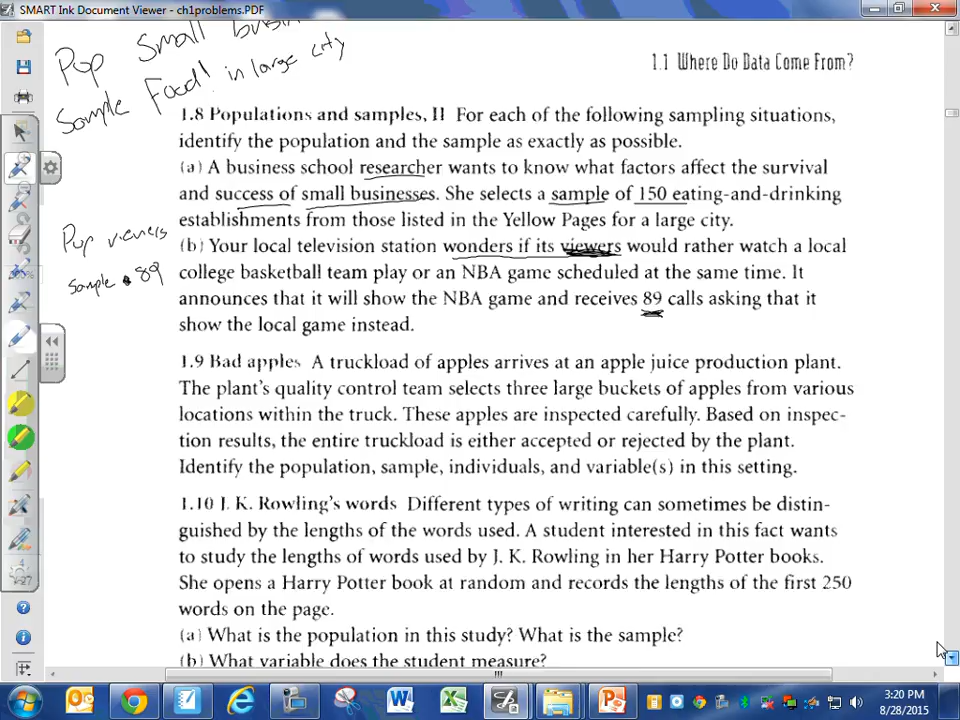 SMART Ink Document Viewer - ch1problems.PDF
Pop Small
Sample Food! in large city
1.1 Where Do Data Come From?
1.8 Populations and samples, II For each of the following sampling situations,
identify the population and the sample as exactly as possible.
(a) A business school researcher wants to know what factors affect the survival
and success of small businesses. She selects a sample of 150 eating-and-drinking
establishments from those listed in the Yellow Pages for a large city.
Pop viewers
(b) Your local television station wonders if its viewers would rather watch a local
Sample 89
college basketball team play or an NBA game scheduled at the same time. It
announces that it will show the NBA game and receives 89 calls asking that it
show the local game instead.
1.9 Bad apples A truckload of apples arrives at an apple juice production plant.
The plant's quality control team selects three large buckets of apples from various
locations within the truck. These apples are inspected carefully. Based on inspec-
tion results, the entire truckload is either accepted or rejected by the plant.
Identify the population, sample, individuals, and variable(s) in this setting.
1.10 J. K. Rowling's words Different types of writing can sometimes be distin-
guished by the lengths of the words used. A student interested in this fact wants
to study the lengths of words used by J. K. Rowling in her Harry Potter books.
She opens a Harry Potter book at random and records the lengths of the first 250
words on the page.
(a) What is the population in this study? What is the sample?
(b) What variable does the student measure?
3:20 PM
8/28/2015